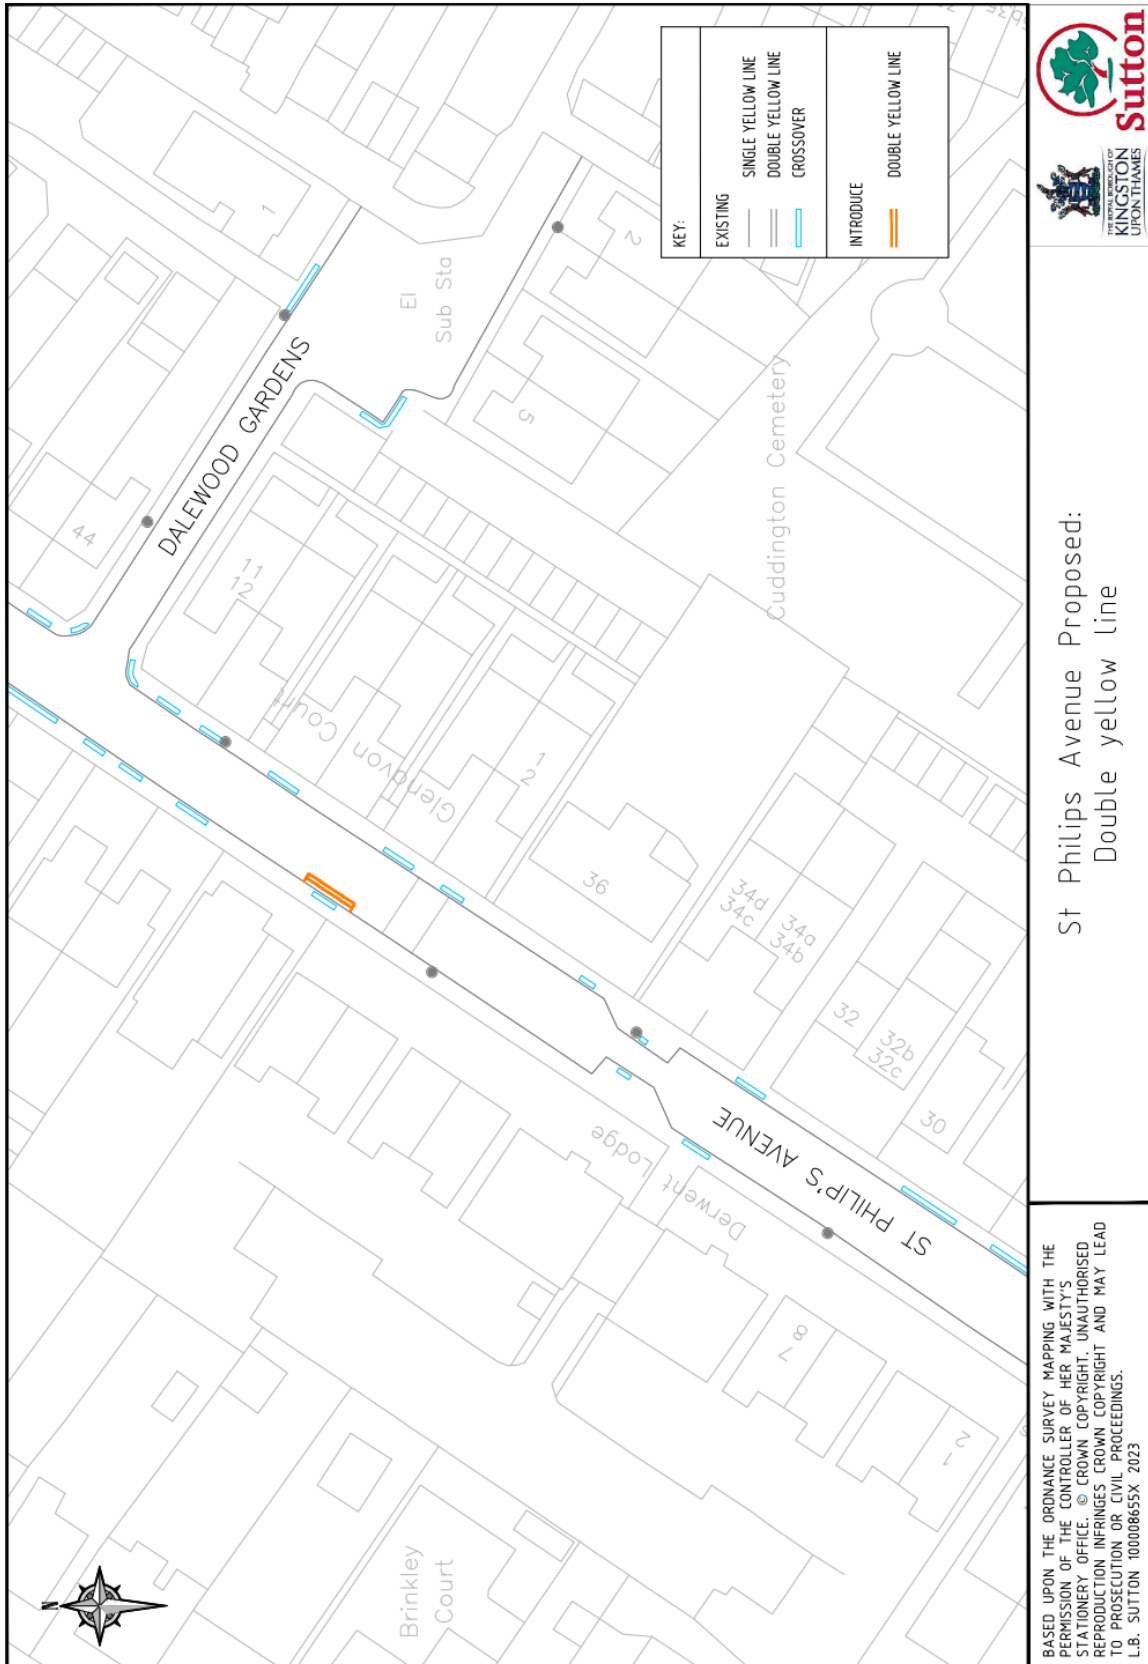 N
Brinkley
Court
44
DALEWOOD GARDENS
1
El
Sub Sta
2
5
11
12
Glenavon Court
1
2
36
Cuddington Cemetery
34d
34c
34a
34b
32
32b
32c
30
ST PHILIP'S AVENUE
Derwent Lodge
8
7
2
1
KEY:
EXISTING
SINGLE YELLOW LINE
DOUBLE YELLOW LINE
CROSSOVER
INTRODUCE
DOUBLE YELLOW LINE
BASED UPON THE ORDNANCE SURVEY MAPPING WITH THE
PERMISSION OF THE CONTROLLER OF HER MAJESTY'S
STATIONERY OFFICE. © CROWN COPYRIGHT. UNAUTHORISED
REPRODUCTION INFRINGES CROWN COPYRIGHT AND MAY LEAD
TO PROSECUTION OR CIVIL PROCEEDINGS.
L.B. SUTTON 100008655X 2023
St Philips Avenue Proposed:
Double yellow line
THE ROYAL BOROUGH OF
KINGSTON
UPON THAMES
Sutton